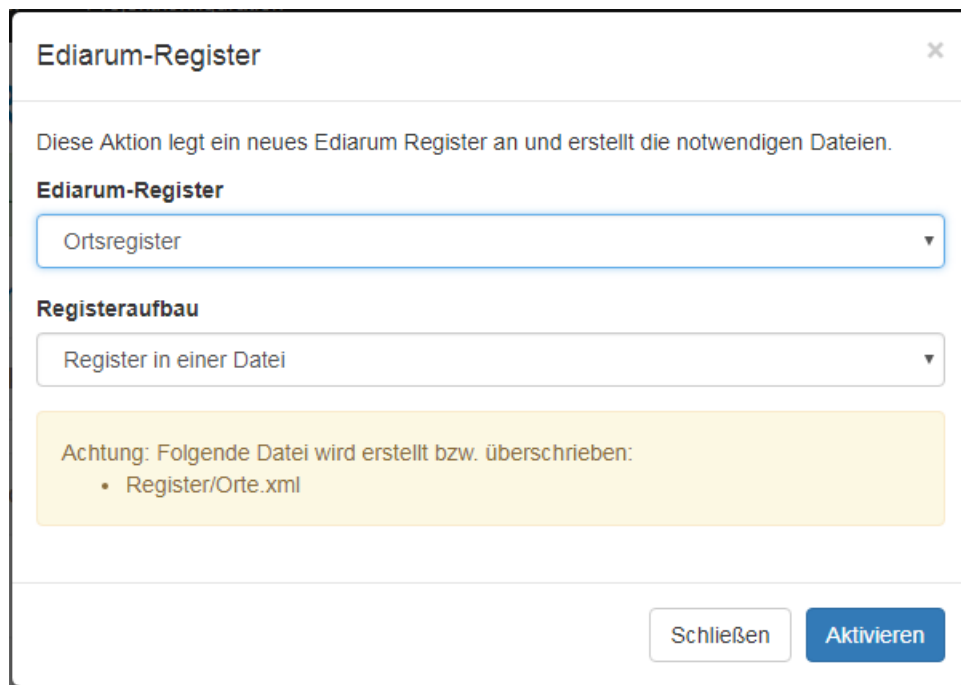 Ediarum-Register
×
Diese Aktion legt ein neues Ediarum Register an und erstellt die notwendigen Dateien.
Ediarum-Register
Ortsregister
Registeraufbau
Register in einer Datei
Achtung: Folgende Datei wird erstellt bzw. überschrieben:
• Register/Orte.xml
Schließen
Aktivieren